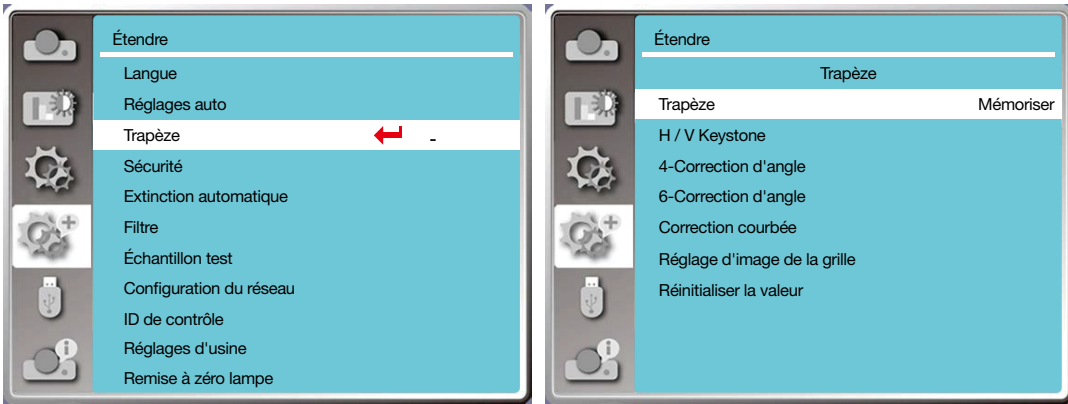 Étendre
Langue
Réglages auto
Trapèze -
Sécurité
Extinction automatique
Filtre
Échantillon test
Configuration du réseau
ID de contrôle
Réglages d'usine
Remise à zéro lampe
Étendre
Trapèze
Trapèze Mémoriser
H / V Keystone
4-Correction d'angle
6-Correction d'angle
Correction courbée
Réglage d'image de la grille
Réinitialiser la valeur